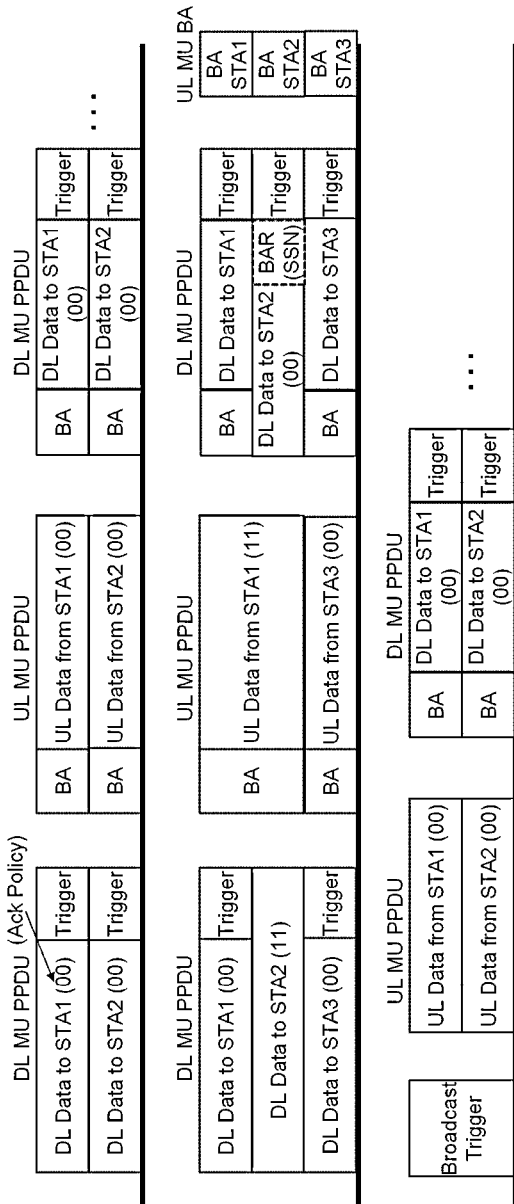 DL MU PPDU (Ack Policy)
DL Data to STA1 (00)
Trigger
DL Data to STA2 (00)
Trigger
UL MU PPDU
BA
UL Data from STA1 (00)
BA
UL Data from STA2 (00)
DL MU PPDU
BA
DL Data to STA1
(00)
Trigger
BA
DL Data to STA2
(00)
Trigger
...
DL MU PPDU
DL Data to STA1 (00)
Trigger
DL Data to STA2 (11)
DL Data to STA3 (00)
Trigger
UL MU PPDU
BA
UL Data from STA1 (11)
BA
UL Data from STA3 (00)
DL MU PPDU
BA
DL Data to STA1
Trigger
DL Data to STA2
(00)
BAR
(SSN)
Trigger
BA
DL Data to STA3
Trigger
UL MU BA
BA
STA1
BA
STA2
BA
STA3
Broadcast
Trigger
UL MU PPDU
UL Data from STA1 (00)
UL Data from STA2 (00)
DL MU PPDU
BA
DL Data to STA1
(00)
Trigger
BA
DL Data to STA2
(00)
Trigger
...